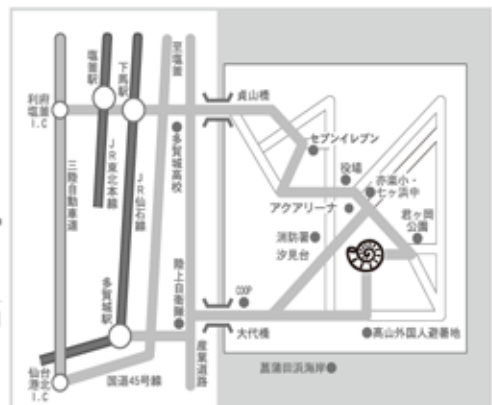 至塩釜
塩釜駅
下馬駅
利府
塩釜
I.C
貞山橋
多賀城高校
セブンイレブン
JR東北本線
JR仙石線
三陸自動車道
役場
亦楽小・
七ヶ浜中
アクアリーナ
君ヶ岡
公園
消防署
汐見台
陸上自衛隊
多賀城駅
COOP
大代橋
高山外国人避暑地
仙台
港北
I.C
国道45号線
産業道路
菖蒲田浜海岸